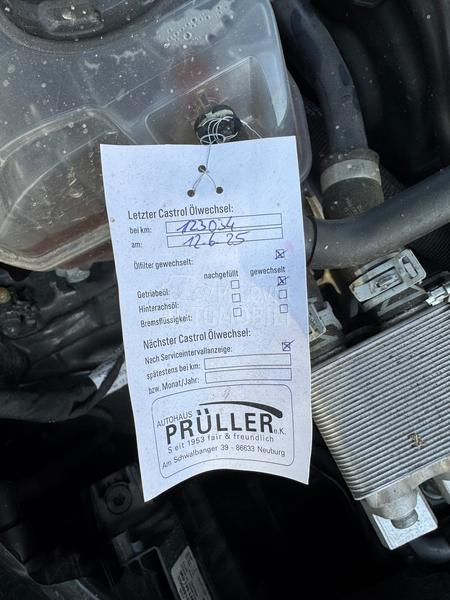 Letzter Castrol Ölwechsel:
bei km: 123034
am: 12.6.25
Ölfilter gewechselt:
nachgefüllt gewechselt
Getriebeöl:
Hinterachsöl:
Bremsflüssigkeit:
Nächster Castrol Ölwechsel:
Nach Serviceintervallanzeige:
spätestens bei km:
bzw. Monat/Jahr:
AUTOHAUS
PRÜLLER e.K.
Seit 1953 fair & freundlich
Am Schwalbanger 39 - 86633 Neuburg